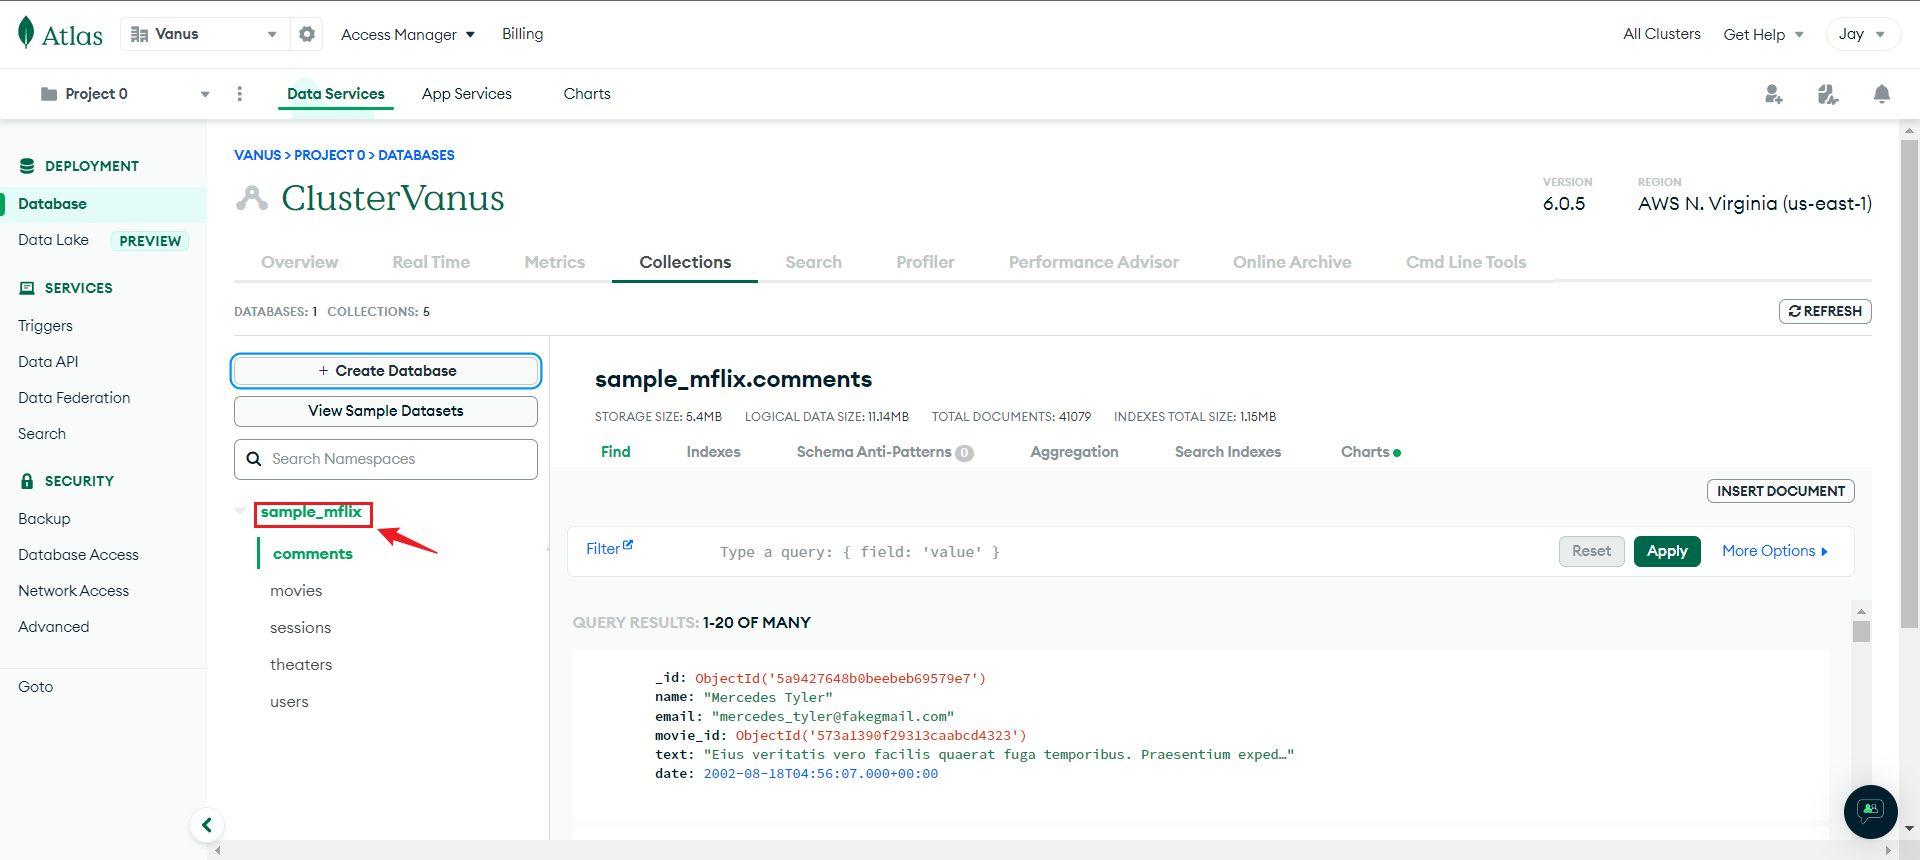 Atlas Vanus Access Manager Billing All Clusters Get Help Jay
Project 0 Data Services App Services Charts
DEPLOYMENT
Database
Data Lake PREVIEW
SERVICES
Triggers
Data API
Data Federation
Search
SECURITY
Backup
Database Access
Network Access
Advanced
Goto
VANUS > PROJECT 0 > DATABASES
ClusterVanus
VERSION
6.0.5
REGION
AWS N. Virginia (us-east-1)
Overview Real Time Metrics Collections Search Profiler Performance Advisor Online Archive Cmd Line Tools
DATABASES: 1 COLLECTIONS: 5
REFRESH
+ Create Database
View Sample Datasets
Search Namespaces
sample_mflix
comments
movies
sessions
theaters
users
sample_mflix.comments
STORAGE SIZE: 5.4MB LOGICAL DATA SIZE: 11.14MB TOTAL DOCUMENTS: 41079 INDEXES TOTAL SIZE: 1.15MB
Find Indexes Schema Anti-Patterns 0 Aggregation Search Indexes Charts
INSERT DOCUMENT
Filter Type a query: { field: 'value' } Reset Apply More Options
QUERY RESULTS: 1-20 OF MANY
_id: ObjectId('5a9427648b0beebeb69579e7')
name: "Mercedes Tyler"
email: "mercedes_tyler@fakegmail.com"
movie_id: ObjectId('573a1390f29313caabcd4323')
text: "Eius veritatis vero facilis quaerat fuga temporibus. Praesentium exped…"
date: 2002-08-18T04:56:07.000+00:00